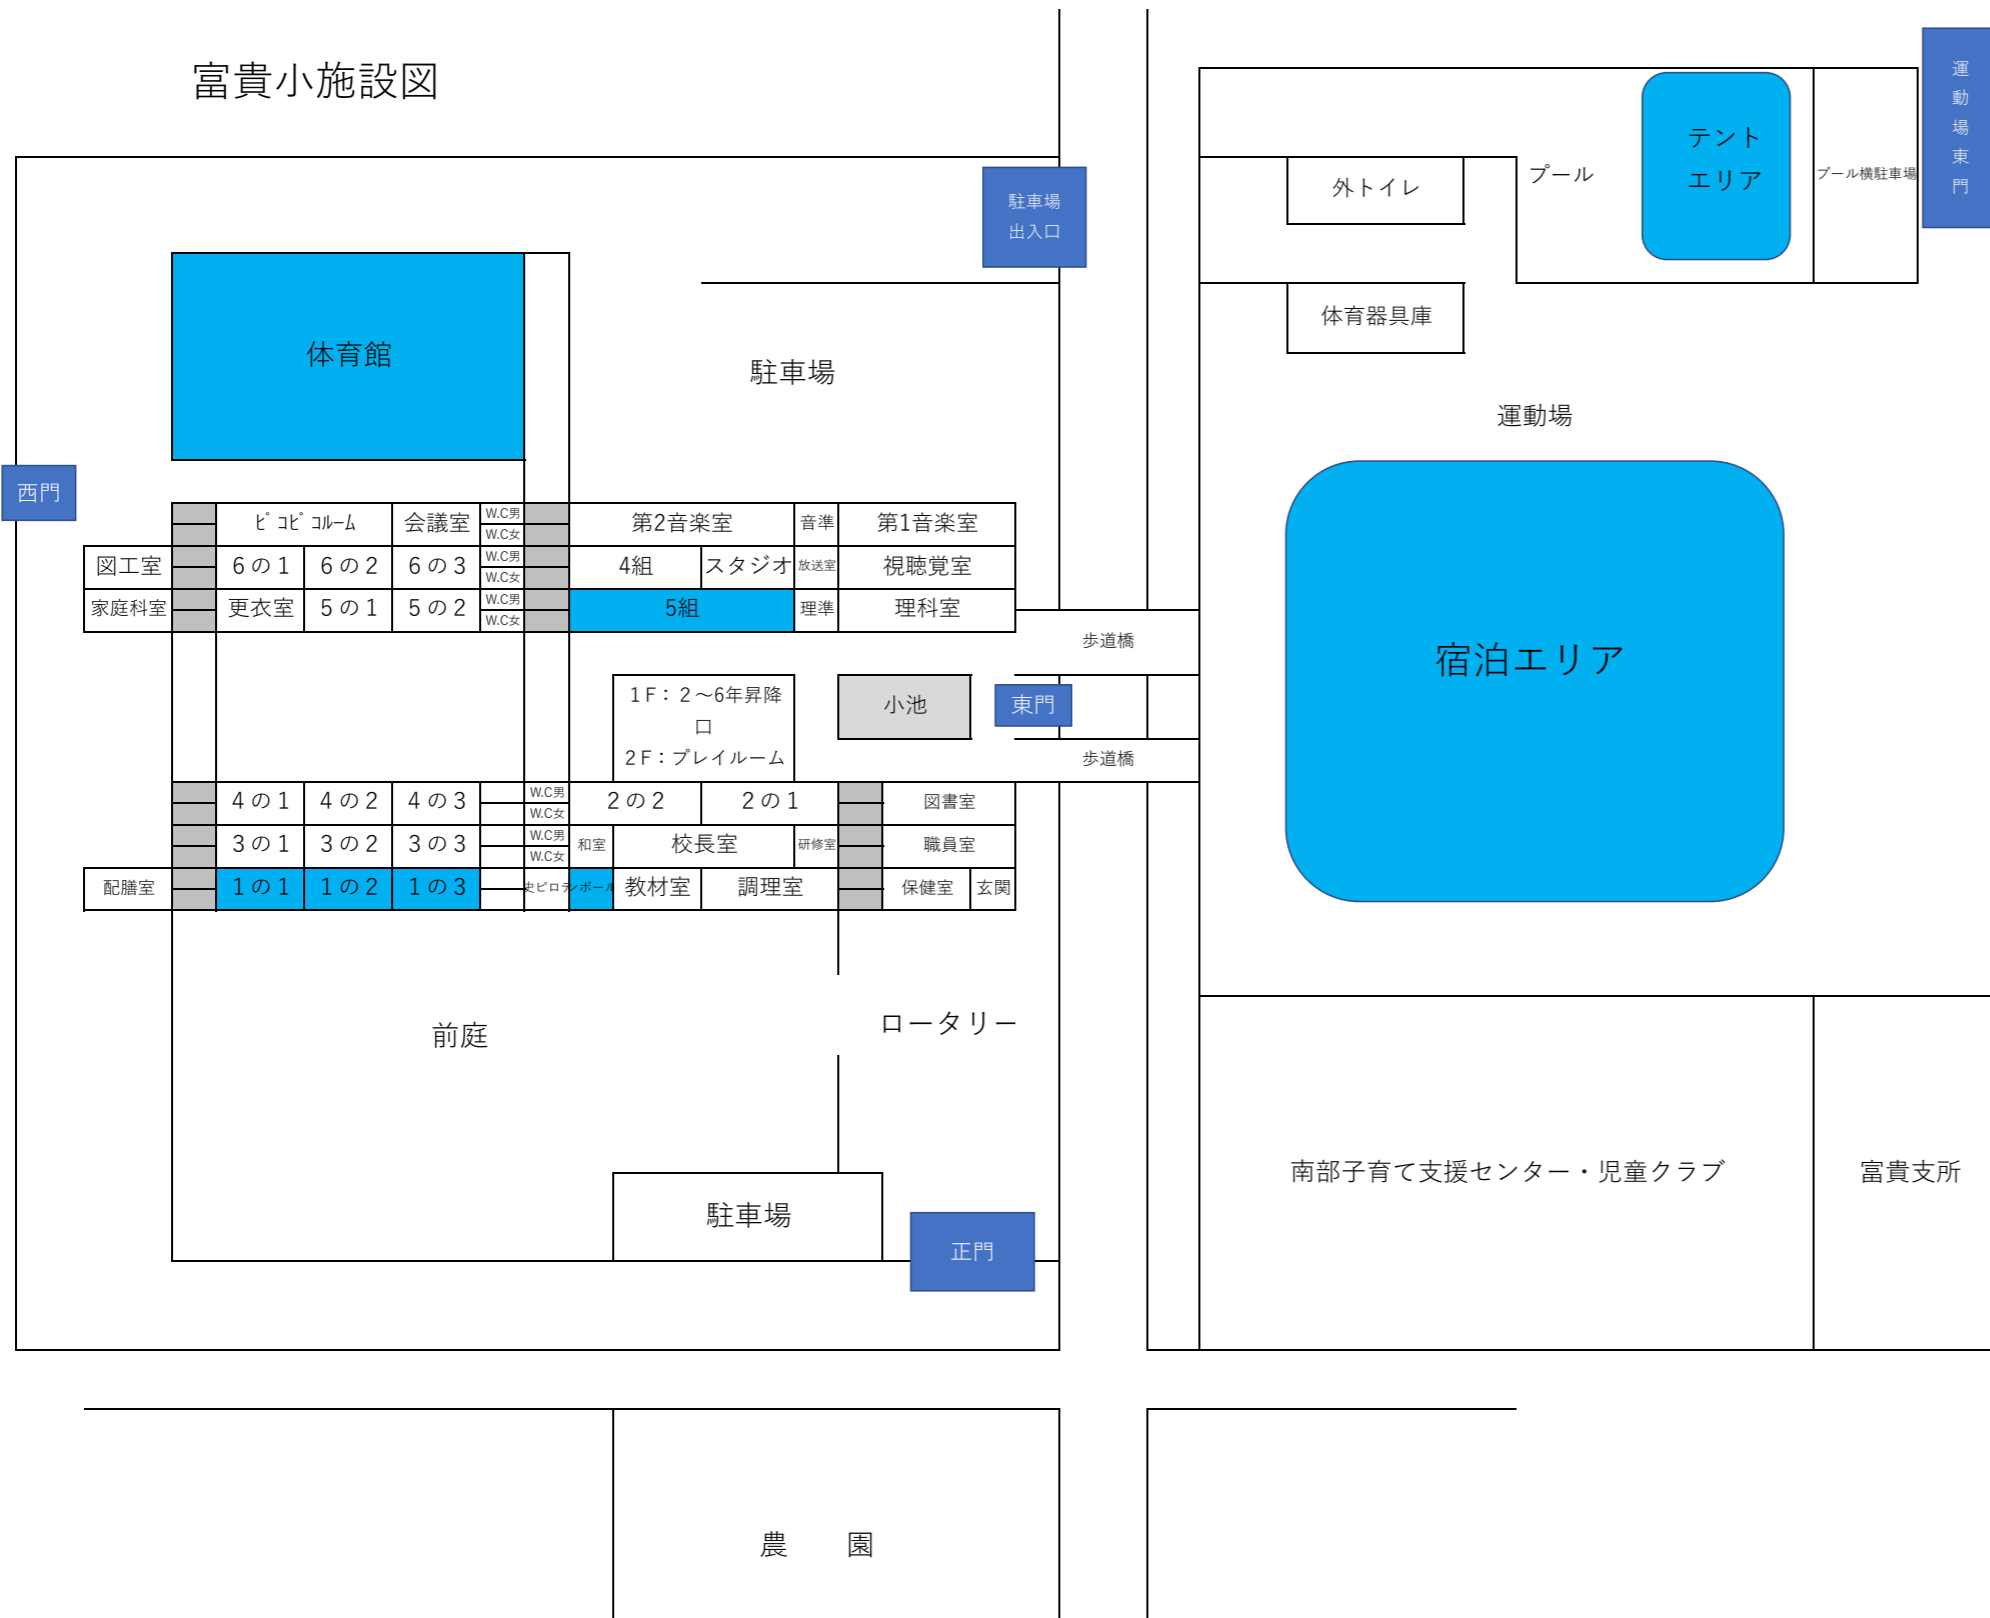 富貴小施設図
運動場東門
テント
エリア
プール
プール横駐車場
外トイレ
駐車場
出入口
体育器具庫
体育館
駐車場
運動場
西門
ピコピコルーム 会議室 W.C男 第2音楽室 音準 第1音楽室
W.C女
図工室 6の1 6の2 6の3 W.C男 4組 スタジオ 放送室 視聴覚室
W.C女
家庭科室 更衣室 5の1 5の2 W.C男 5組 理準 理科室
W.C女
歩道橋
宿泊エリア
1F：2～6年昇降
口
2F：プレイルーム
小池
東門
歩道橋
4の1 4の2 4の3 W.C男 2の2 2の1 図書室
W.C女
3の1 3の2 3の3 W.C男 和室 校長室 研修室 職員室
W.C女
配膳室 1の1 1の2 1の3 教材室 調理室 保健室 玄関
前庭
ロータリー
南部子育て支援センター・児童クラブ
富貴支所
駐車場
正門
農　園